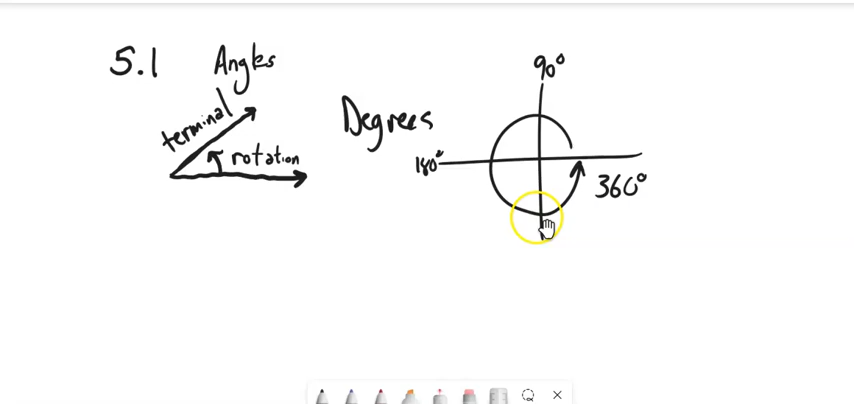 5.1 Angles
terminal
rotation
Degrees
90°
180°
360°